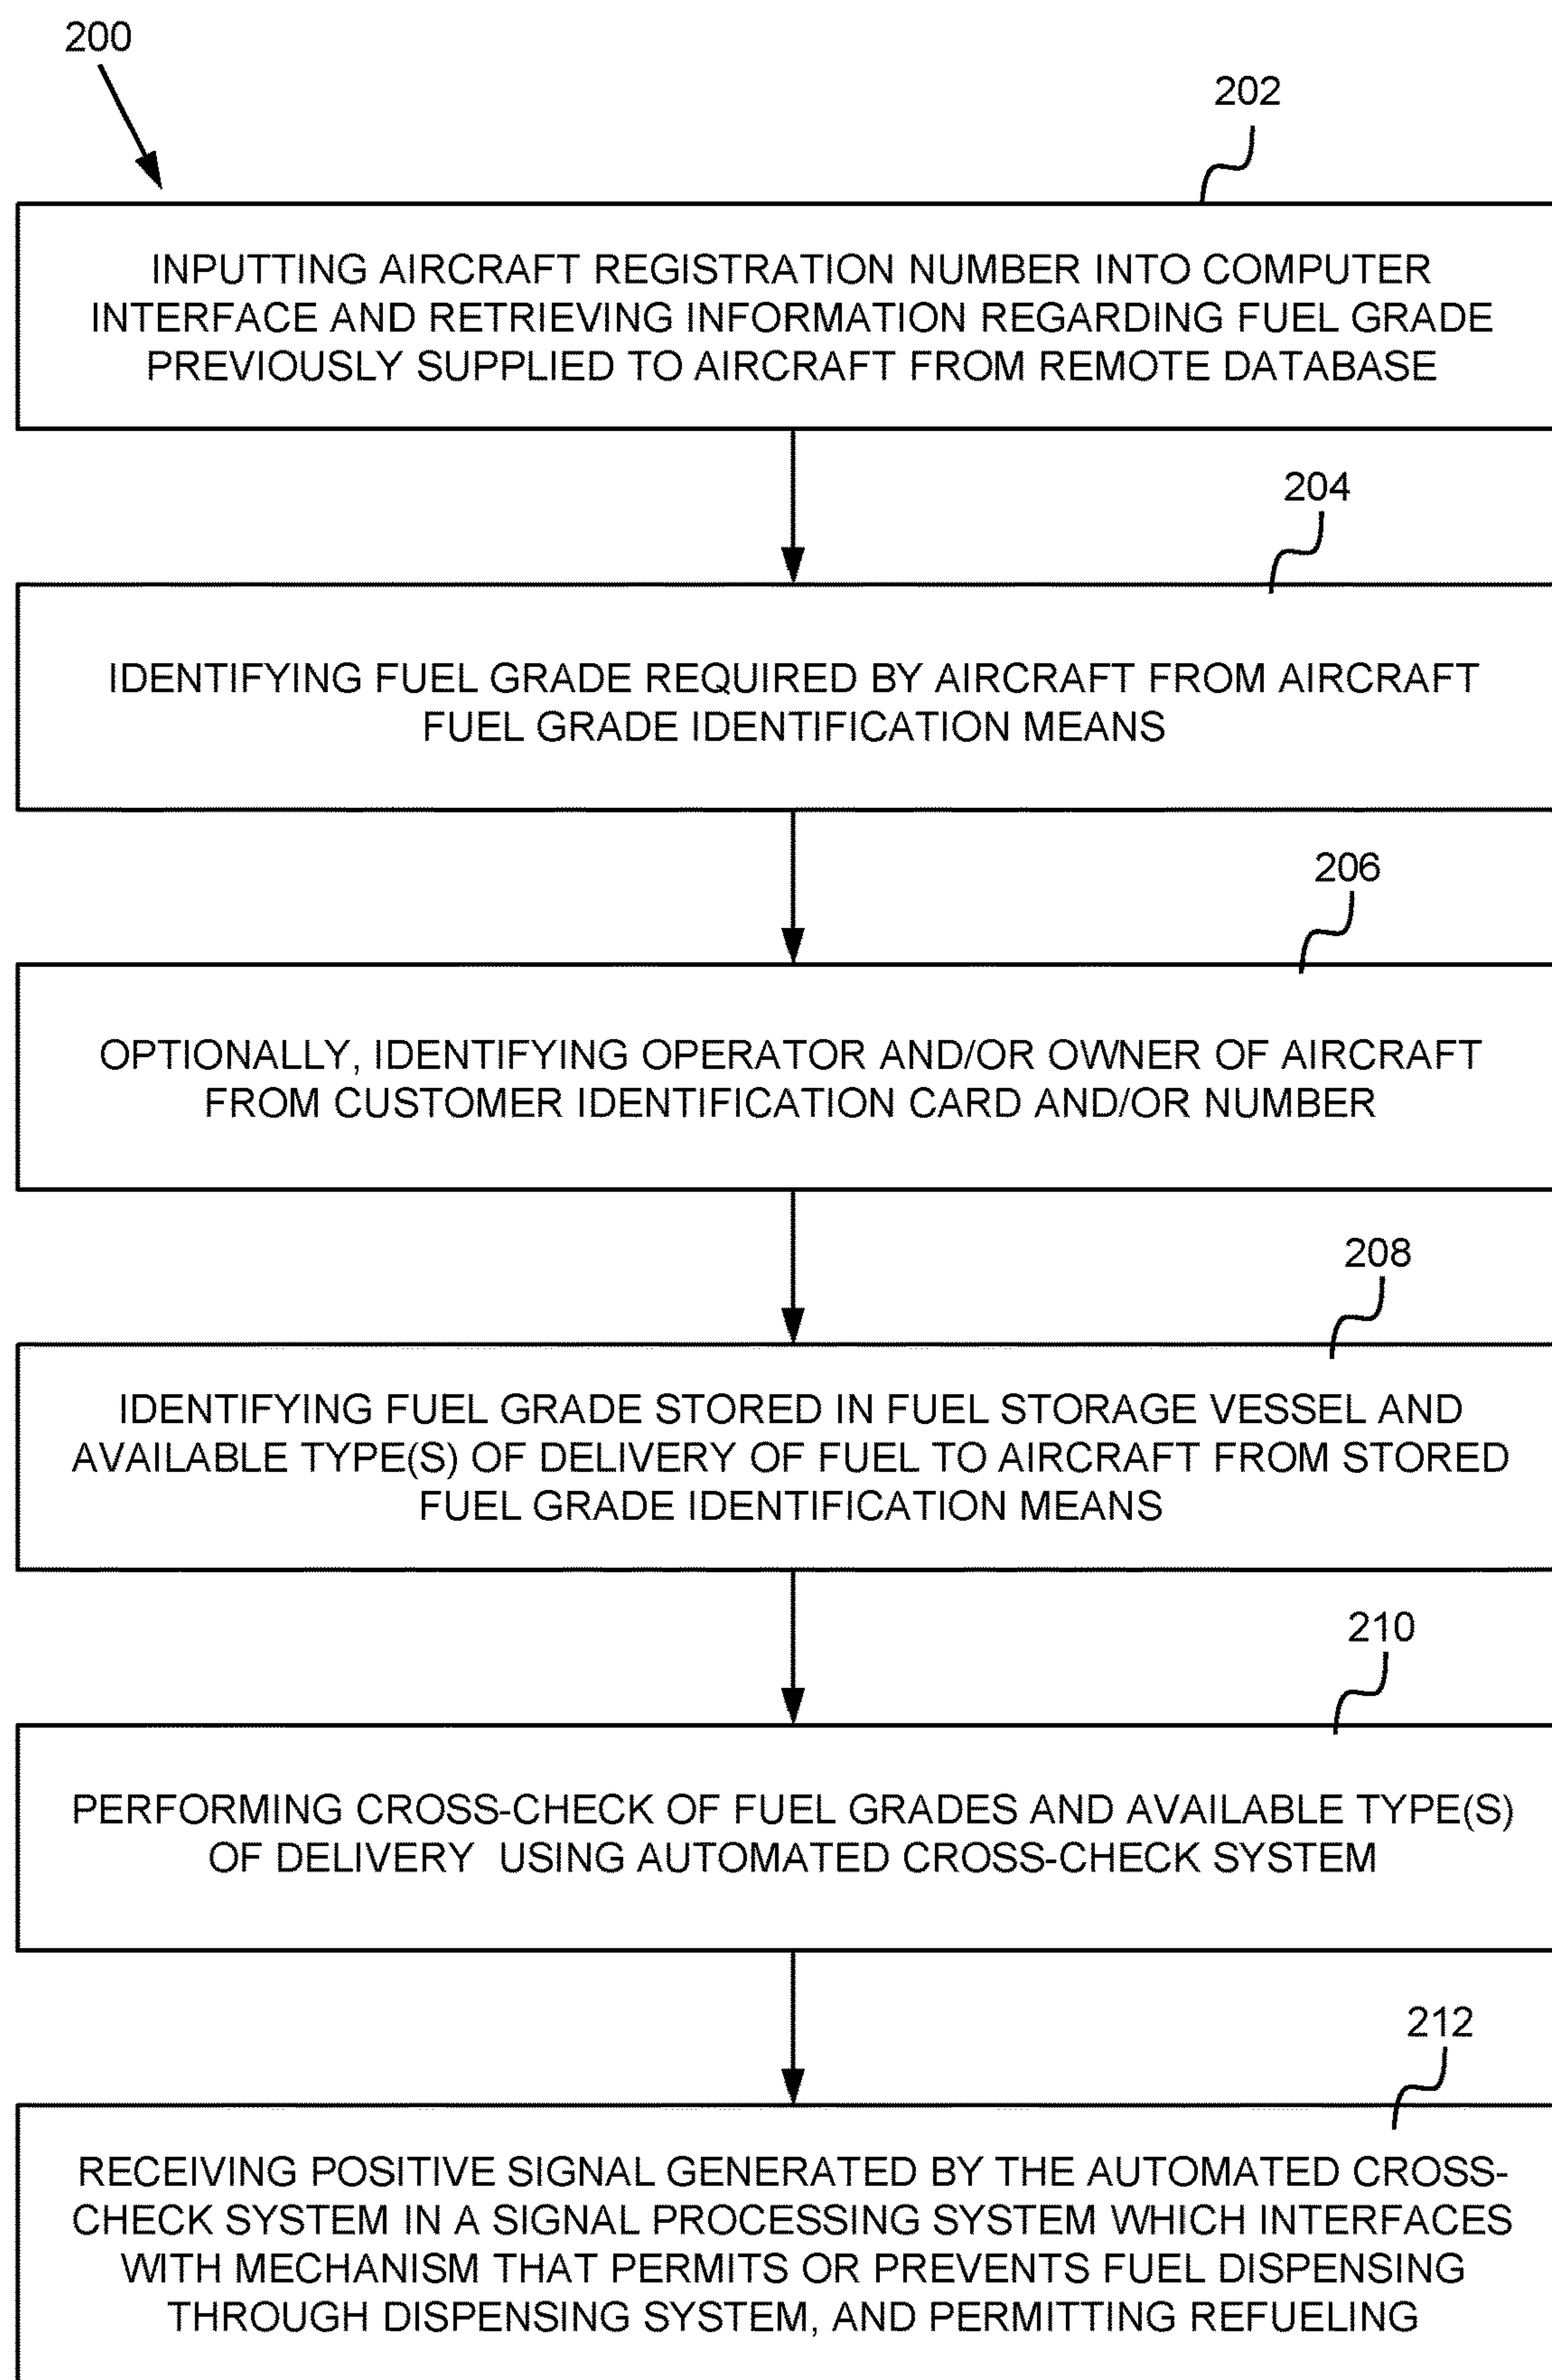 200
202
INPUTTING AIRCRAFT REGISTRATION NUMBER INTO COMPUTER
INTERFACE AND RETRIEVING INFORMATION REGARDING FUEL GRADE
PREVIOUSLY SUPPLIED TO AIRCRAFT FROM REMOTE DATABASE
204
IDENTIFYING FUEL GRADE REQUIRED BY AIRCRAFT FROM AIRCRAFT
FUEL GRADE IDENTIFICATION MEANS
206
OPTIONALLY, IDENTIFYING OPERATOR AND/OR OWNER OF AIRCRAFT
FROM CUSTOMER IDENTIFICATION CARD AND/OR NUMBER
208
IDENTIFYING FUEL GRADE STORED IN FUEL STORAGE VESSEL AND
AVAILABLE TYPE(S) OF DELIVERY OF FUEL TO AIRCRAFT FROM STORED
FUEL GRADE IDENTIFICATION MEANS
210
PERFORMING CROSS-CHECK OF FUEL GRADES AND AVAILABLE TYPE(S)
OF DELIVERY  USING AUTOMATED CROSS-CHECK SYSTEM
212
RECEIVING POSITIVE SIGNAL GENERATED BY THE AUTOMATED CROSS-
CHECK SYSTEM IN A SIGNAL PROCESSING SYSTEM WHICH INTERFACES
WITH MECHANISM THAT PERMITS OR PREVENTS FUEL DISPENSING
THROUGH DISPENSING SYSTEM, AND PERMITTING REFUELING